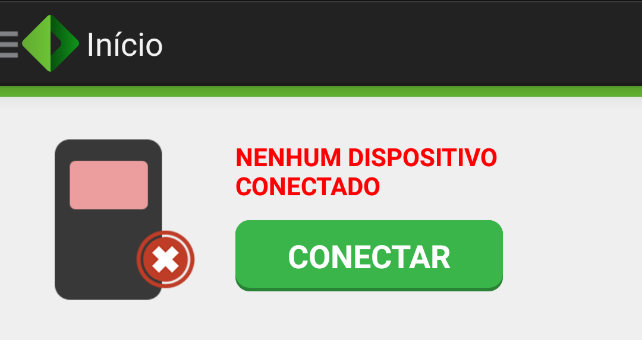 Início
NENHUM DISPOSITIVO
CONECTADO
CONECTAR